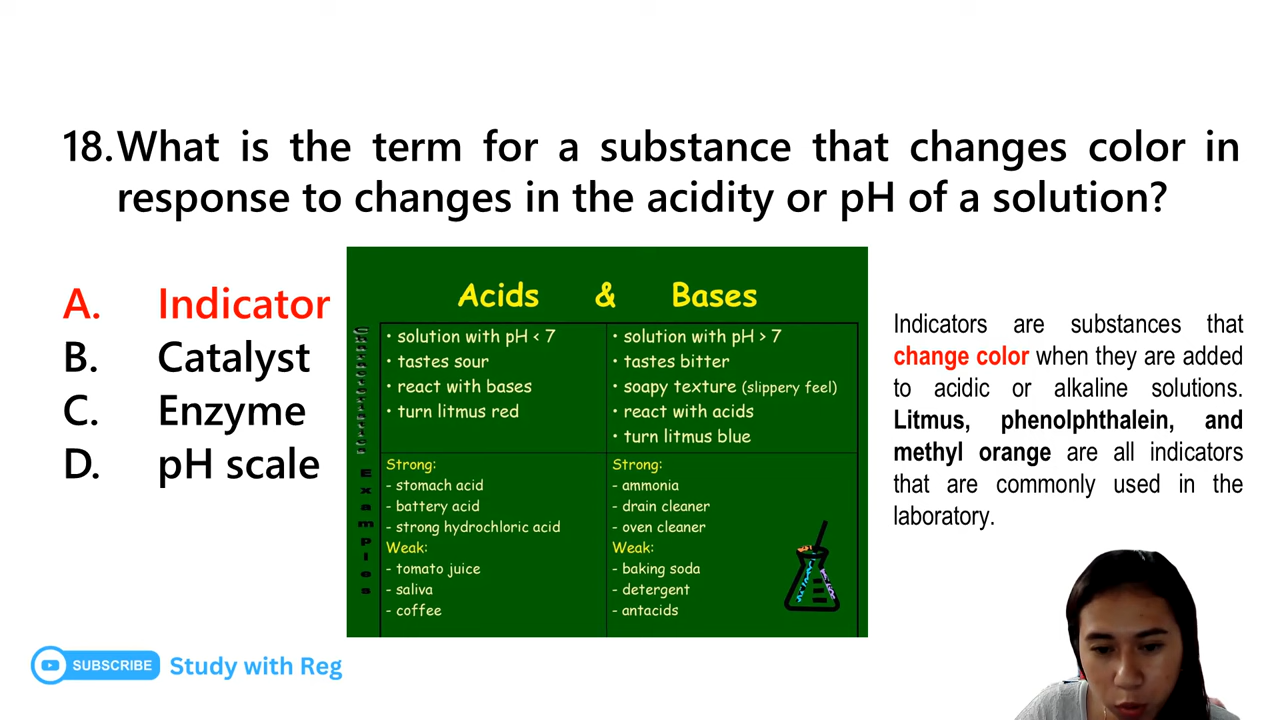 18. What is the term for a substance that changes color in
response to changes in the acidity or pH of a solution?
A. Indicator
B. Catalyst
C. Enzyme
D. pH scale
Acids & Bases
Characteristics
• solution with pH < 7
• tastes sour
• react with bases
• turn litmus red
• solution with pH > 7
• tastes bitter
• soapy texture (slippery feel)
• react with acids
• turn litmus blue
Examples
Strong:
- stomach acid
- battery acid
- strong hydrochloric acid
Weak:
- tomato juice
- saliva
- coffee
Strong:
- ammonia
- drain cleaner
- oven cleaner
Weak:
- baking soda
- detergent
- antacids
Indicators are substances that
change color when they are added
to acidic or alkaline solutions.
Litmus, phenolphthalein, and
methyl orange are all indicators
that are commonly used in the
laboratory.
SUBSCRIBE Study with Reg